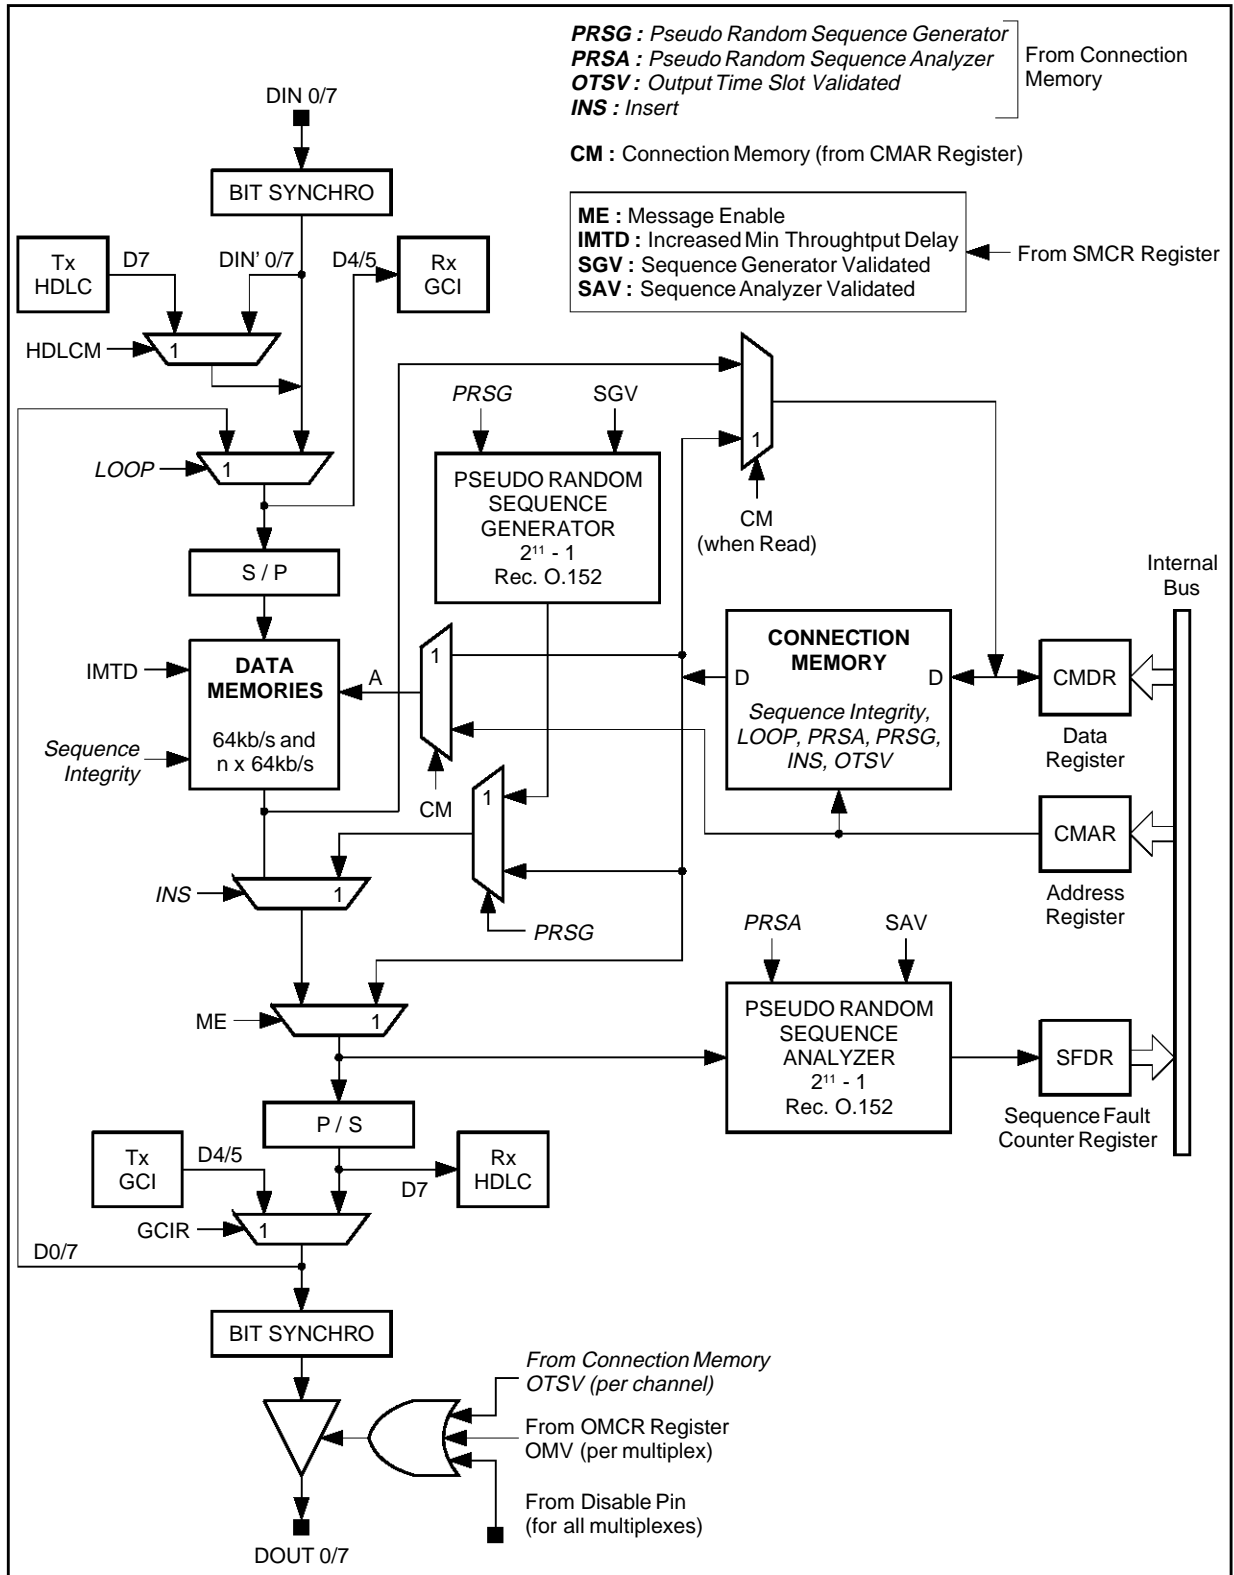 PRSG : Pseudo Random Sequence Generator
PRSA : Pseudo Random Sequence Analyzer
OTSV : Output Time Slot Validated
INS : Insert
From Connection
Memory
CM : Connection Memory (from CMAR Register)
ME : Message Enable
IMTD : Increased Min Throughtput Delay
SGV : Sequence Generator Validated
SAV : Sequence Analyzer Validated
From SMCR Register
DIN 0/7
BIT SYNCHRO
Tx
HDLC
D7
DIN' 0/7
D4/5
Rx
GCI
HDLCM
1
LOOP
1
S / P
IMTD
Sequence
Integrity
DATA
MEMORIES
64kb/s and
n x 64kb/s
A
PRSG
SGV
PSEUDO RANDOM
SEQUENCE
GENERATOR
2¹¹ - 1
Rec. O.152
1
CM
(when Read)
1
CM
CONNECTION
MEMORY
D
D
Sequence Integrity,
LOOP, PRSA, PRSG,
INS, OTSV
Internal
Bus
CMDR
Data
Register
CMAR
Address
Register
1
PRSG
INS
1
ME
1
PRSA
SAV
PSEUDO RANDOM
SEQUENCE
ANALYZER
2¹¹ - 1
Rec. O.152
SFDR
Sequence Fault
Counter Register
P / S
Tx
GCI
D4/5
D7
Rx
HDLC
GCIR
1
D0/7
BIT SYNCHRO
From Connection Memory
OTSV (per channel)
From OMCR Register
OMV (per multiplex)
From Disable Pin
(for all multiplexes)
DOUT 0/7